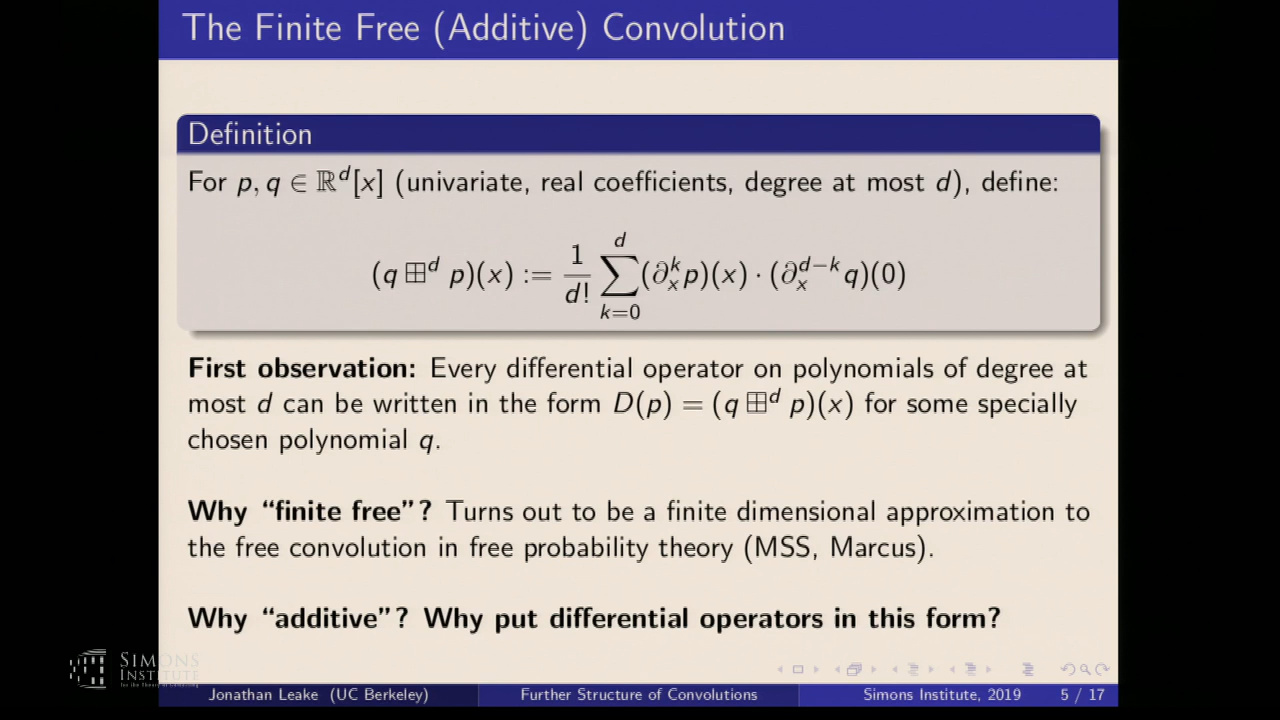 The Finite Free (Additive) Convolution
Definition
For p, q ∈ ℝᵈ[x] (univariate, real coefficients, degree at most d), define:
(q ⊞ᵈ p)(x) := 1/d! ∑_{k=0}^{d} (∂ₓᵏp)(x) · (∂ₓᵈ⁻ᵏq)(0)
First observation: Every differential operator on polynomials of degree at
most d can be written in the form D(p) = (q ⊞ᵈ p)(x) for some specially
chosen polynomial q.
Why “finite free”? Turns out to be a finite dimensional approximation to
the free convolution in free probability theory (MSS, Marcus).
Why “additive”? Why put differential operators in this form?
SIMONS
INSTITUTE
Jonathan Leake (UC Berkeley) Further Structure of Convolutions Simons Institute, 2019 5 / 17